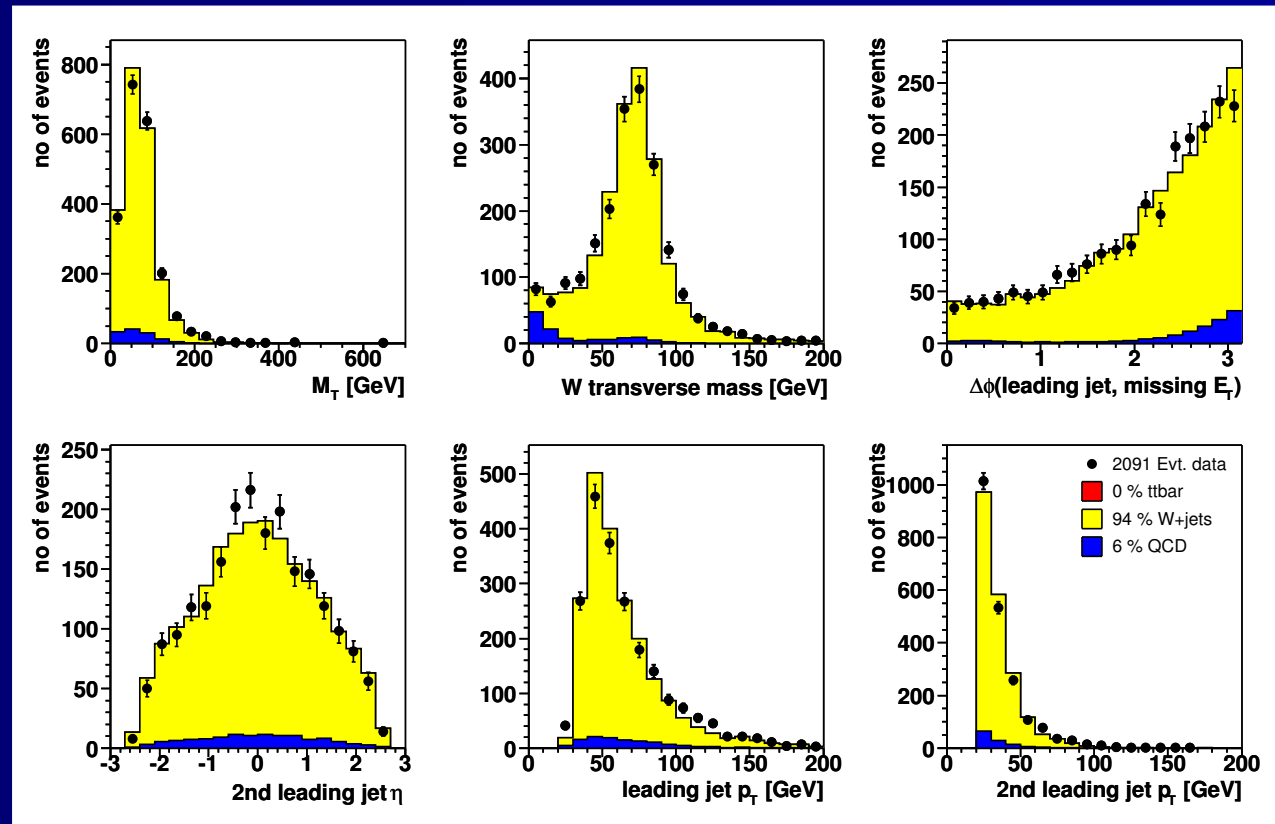 no of events
800
600
400
200
0
0 200 400 600
M_T [GeV]
no of events
400
300
200
100
0
0 50 100 150 200
W transverse mass [GeV]
no of events
250
200
150
100
50
0
0 1 2 3
Δϕ(leading jet, missing E_T)
no of events
250
200
150
100
50
0
-3 -2 -1 0 1 2 3
2nd leading jet η
no of events
500
400
300
200
100
0
0 50 100 150 200
leading jet p_T [GeV]
no of events
1000
800
600
400
200
0
0 50 100 150 200
2nd leading jet p_T [GeV]
2091 Evt. data
0 % ttbar
94 % W+jets
6 % QCD